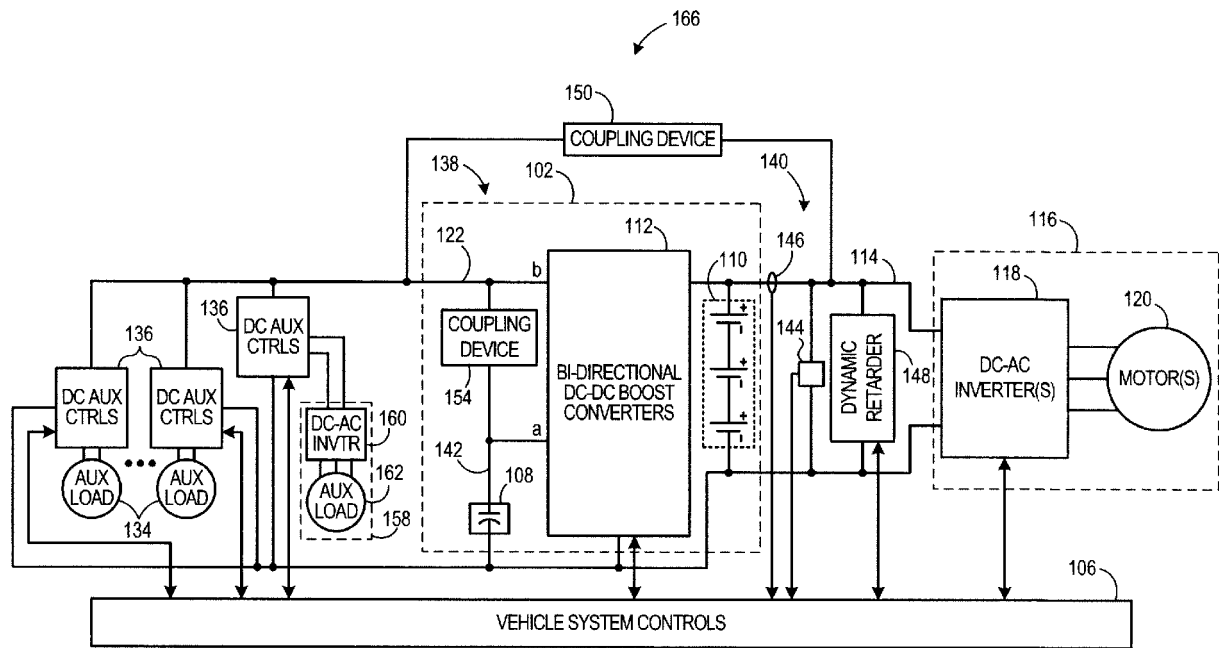 166
150
COUPLING DEVICE
138
102
140
116
122
b
112
110
146
114
118
120
136
DC AUX
CTRLS
COUPLING
DEVICE
154
BI-DIRECTIONAL
DC-DC BOOST
CONVERTERS
+
+
+
144
DYNAMIC
RETARDER
148
DC-AC
INVERTER(S)
MOTOR(S)
136
DC AUX
CTRLS
DC AUX
CTRLS
DC-AC
INVTR
160
a
142
108
AUX
LOAD
AUX
LOAD
134
AUX
LOAD
162
158
106
VEHICLE SYSTEM CONTROLS